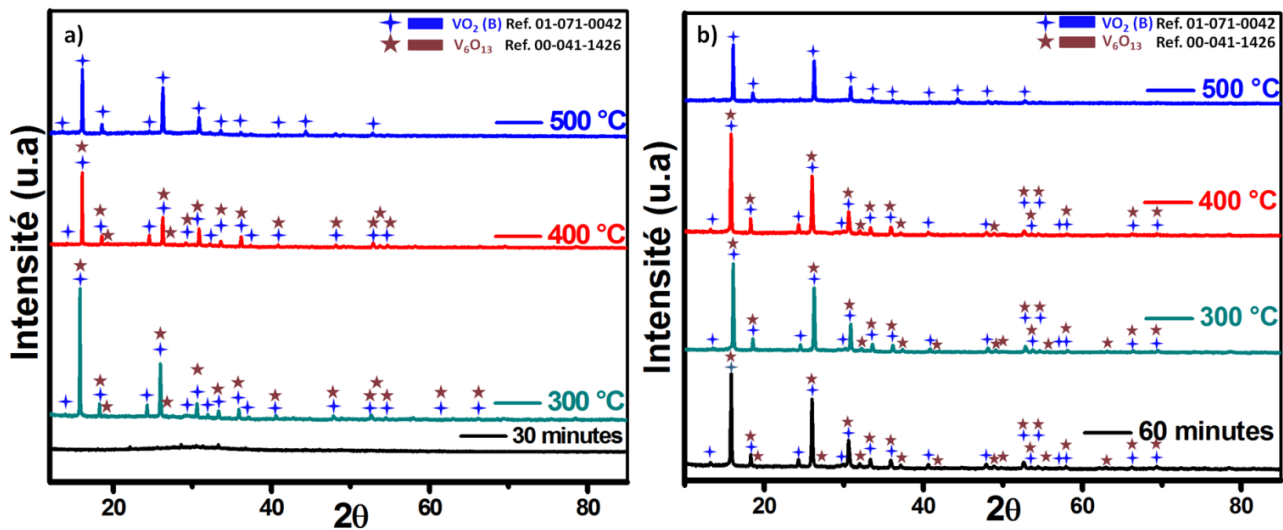 a)
VO₂ (B) Ref. 01-071-0042
V₆O₁₃ Ref. 00-041-1426
500 °C
400 °C
300 °C
30 minutes
Intensité (u.a)
20 40 60 80
2θ
b)
VO₂ (B) Ref. 01-071-0042
V₆O₁₃ Ref. 00-041-1426
500 °C
400 °C
300 °C
60 minutes
Intensité (u.a)
20 40 60 80
2θ